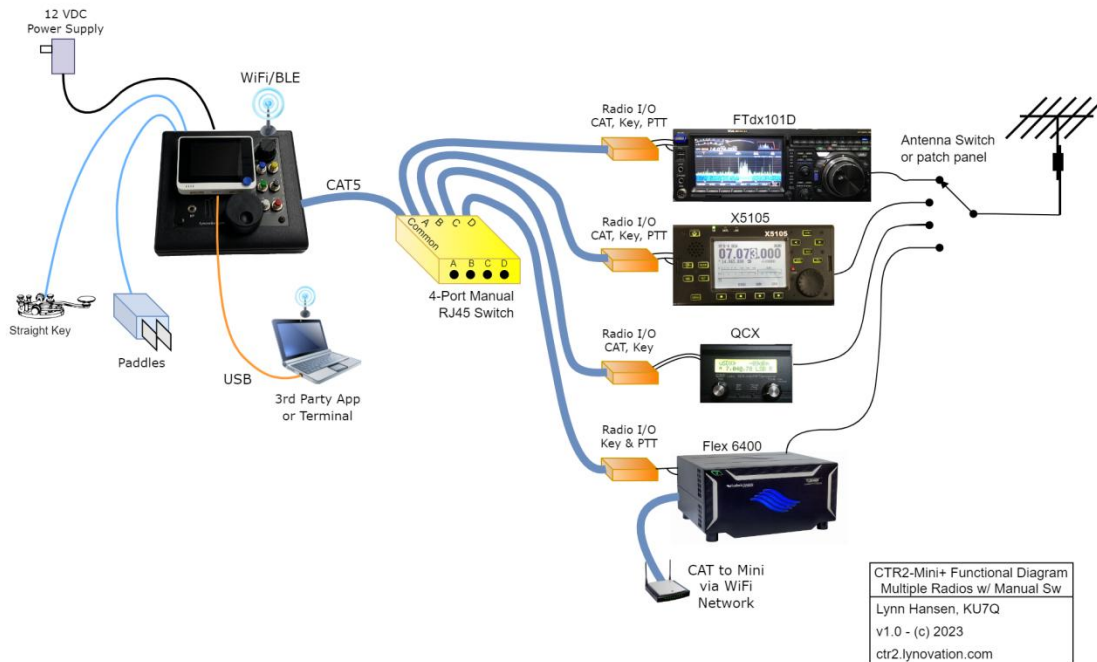 12 VDC
Power Supply
WiFi/BLE
CAT5
Straight Key
Paddles
USB
3rd Party App
or Terminal
Common
A
B
C
D
A B C D
4-Port Manual
RJ45 Switch
Radio I/O
CAT, Key, PTT
FTdx101D
Radio I/O
CAT, Key, PTT
X5105
X5105
07.073.000
Radio I/O
CAT, Key
QCX
Radio I/O
Key & PTT
Flex 6400
CAT to Mini
via WiFi
Network
Antenna Switch
or patch panel
CTR2-Mini+ Functional Diagram
Multiple Radios w/ Manual Sw
Lynn Hansen, KU7Q
v1.0 - (c) 2023
ctr2.lynovation.com